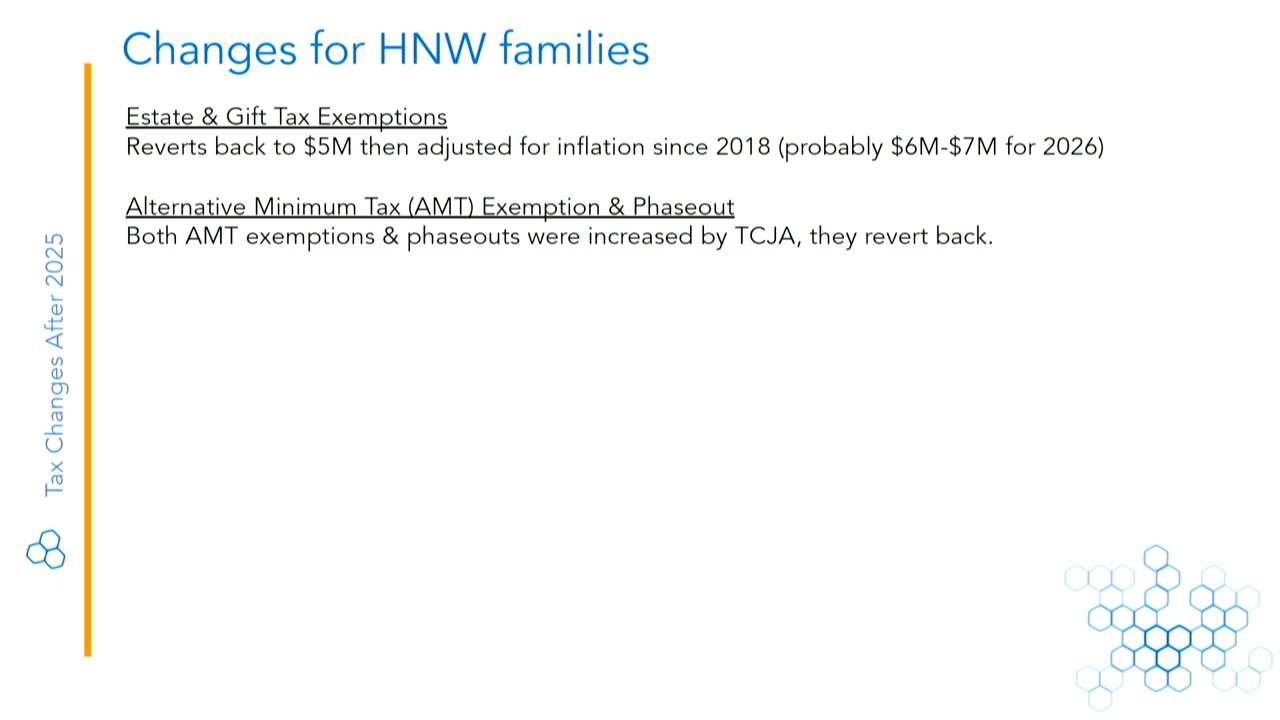 Changes for HNW families
Estate & Gift Tax Exemptions
Reverts back to $5M then adjusted for inflation since 2018 (probably $6M-$7M for 2026)
Alternative Minimum Tax (AMT) Exemption & Phaseout
Both AMT exemptions & phaseouts were increased by TCJA, they revert back.
Tax Changes After 2025